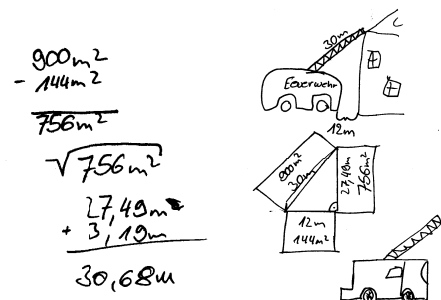 900m²
- 144m²
756m²
√756m²
27,49m
+ 3,19m
30,68m
30m
Feuerwehr
12m
900m²
30m
27,49m
756m²
12m
144m²